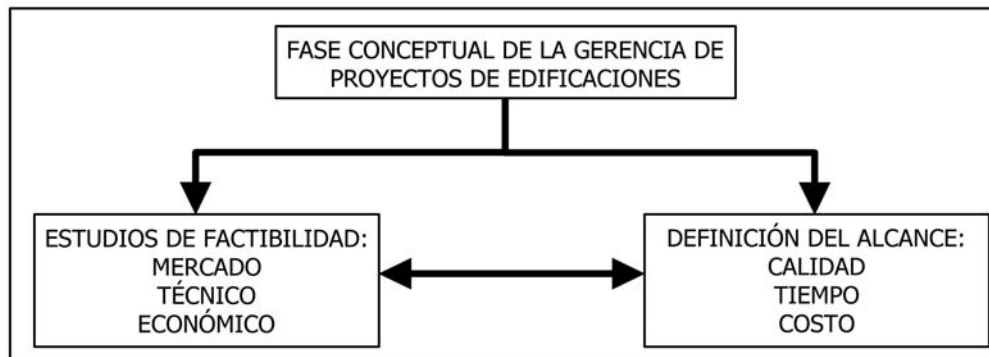 FASE CONCEPTUAL DE LA GERENCIA DE
PROYECTOS DE EDIFICACIONES
ESTUDIOS DE FACTIBILIDAD:
MERCADO
TÉCNICO
ECONÓMICO
DEFINICIÓN DEL ALCANCE:
CALIDAD
TIEMPO
COSTO